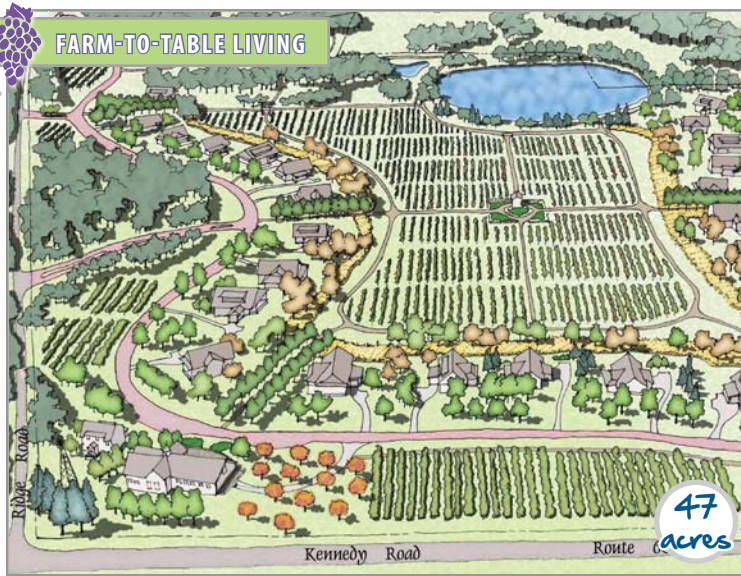 FARM-TO-TABLE LIVING
Ridge Road
47
acres
Kennedy Road
Route